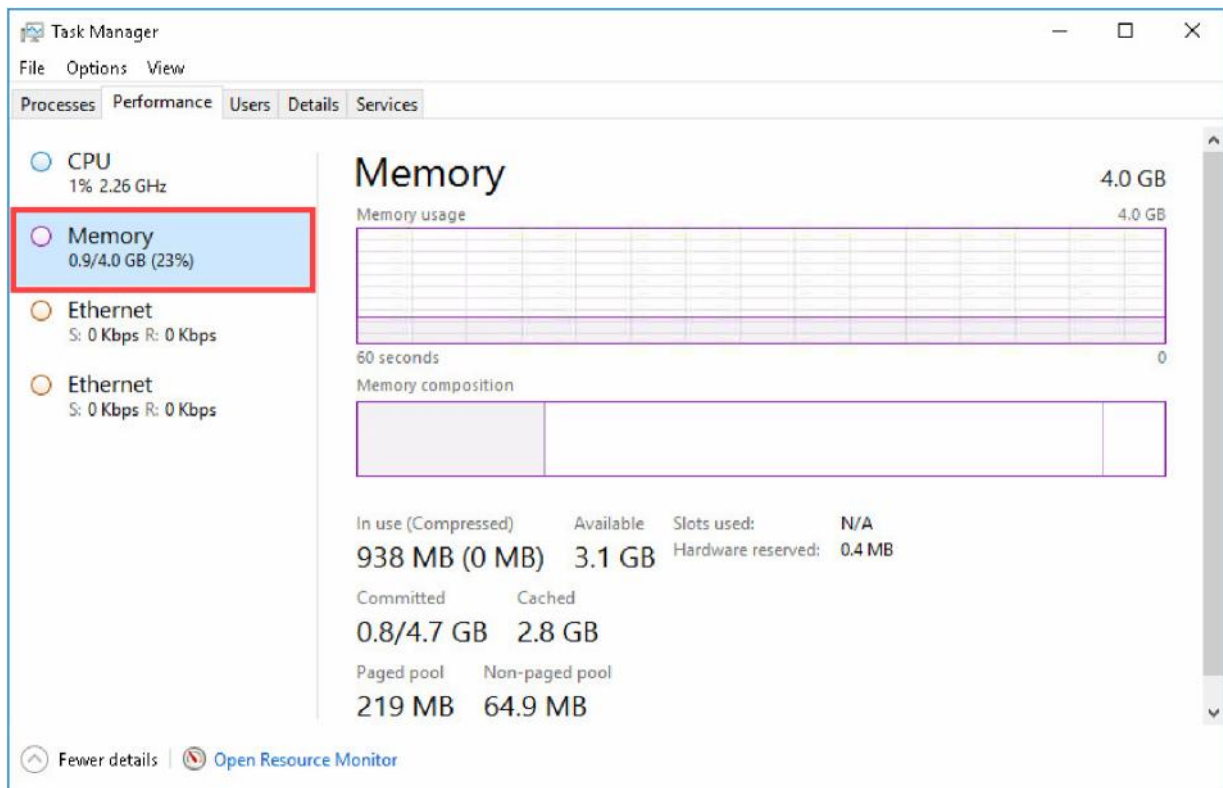 Task Manager
File Options View
Processes Performance Users Details Services
CPU
1% 2.26 GHz
Memory
0.9/4.0 GB (23%)
Ethernet
S: 0 Kbps R: 0 Kbps
Ethernet
S: 0 Kbps R: 0 Kbps
Memory 4.0 GB
Memory usage 4.0 GB
60 seconds 0
Memory composition
In use (Compressed) Available Slots used: N/A
938 MB (0 MB) 3.1 GB Hardware reserved: 0.4 MB
Committed Cached
0.8/4.7 GB 2.8 GB
Paged pool Non-paged pool
219 MB 64.9 MB
Fewer details Open Resource Monitor